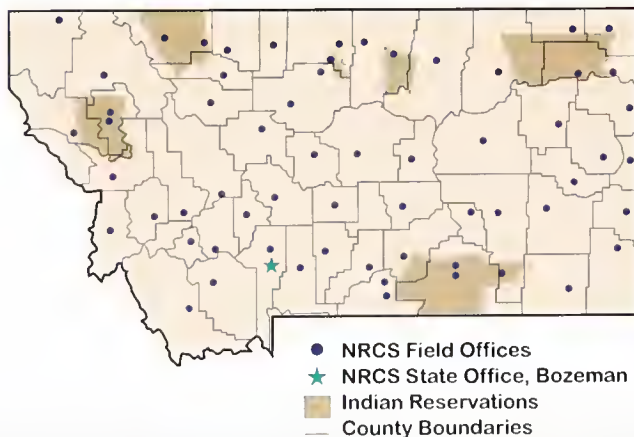 NRCS Field Offices
NRCS State Office, Bozeman
Indian Reservations
County Boundaries